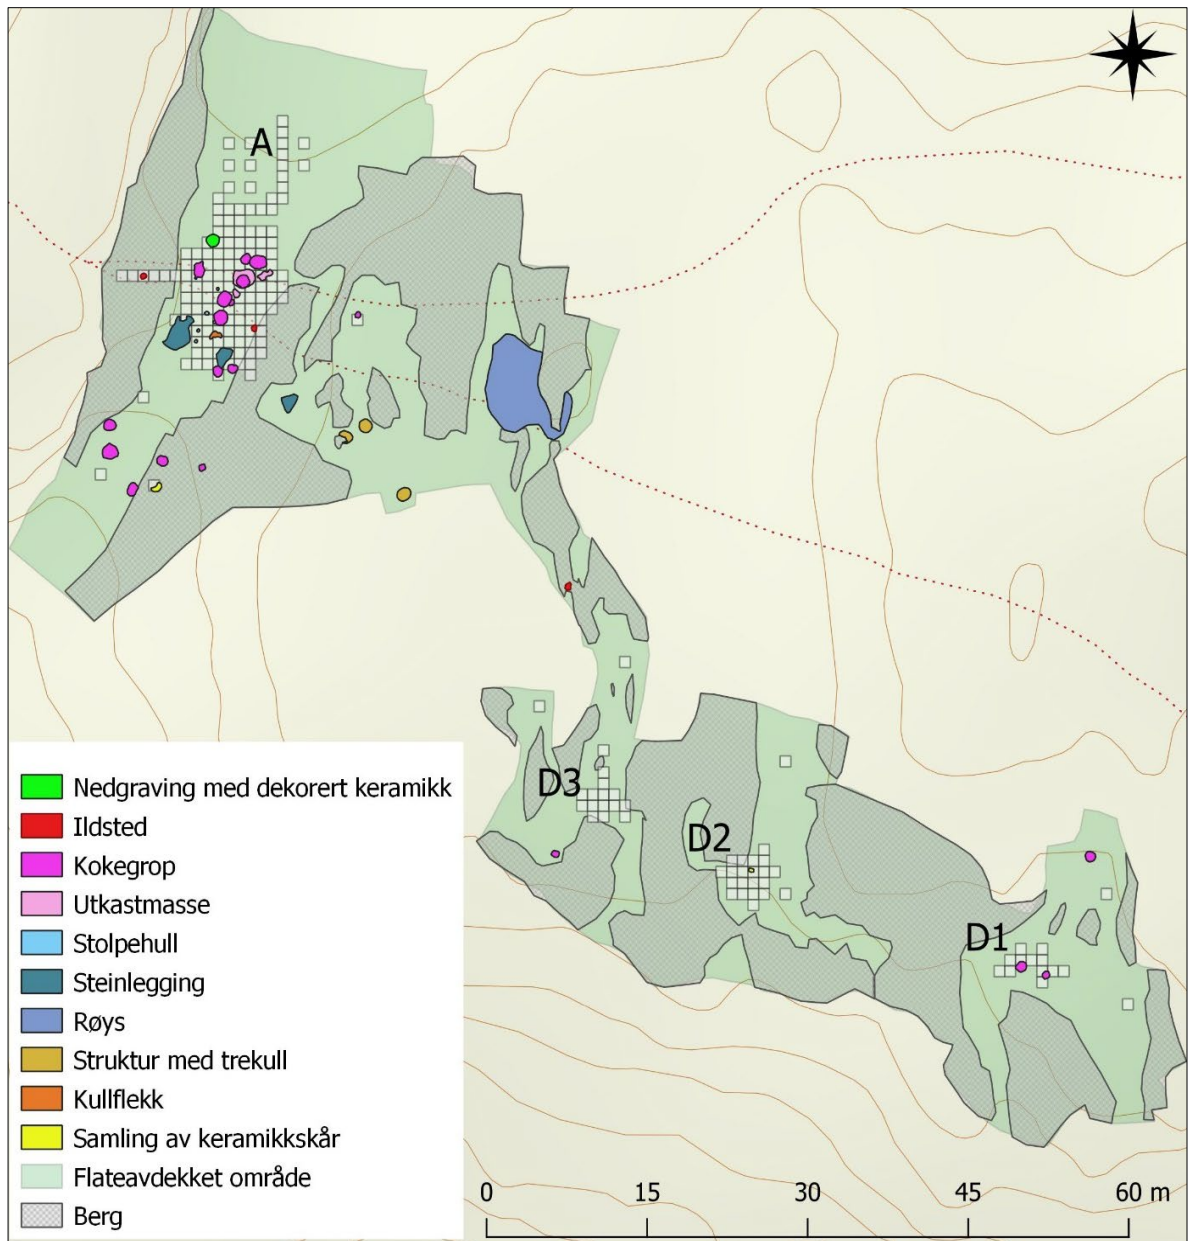 A
D3
D2
D1
Nedgraving med dekorert keramikk
Ildsted
Kokegrop
Utkastmasse
Stolpehull
Steinlegging
Røys
Struktur med trekull
Kullflekk
Samling av keramikkskår
Flateavdekket område
Berg
0 15 30 45 60 m